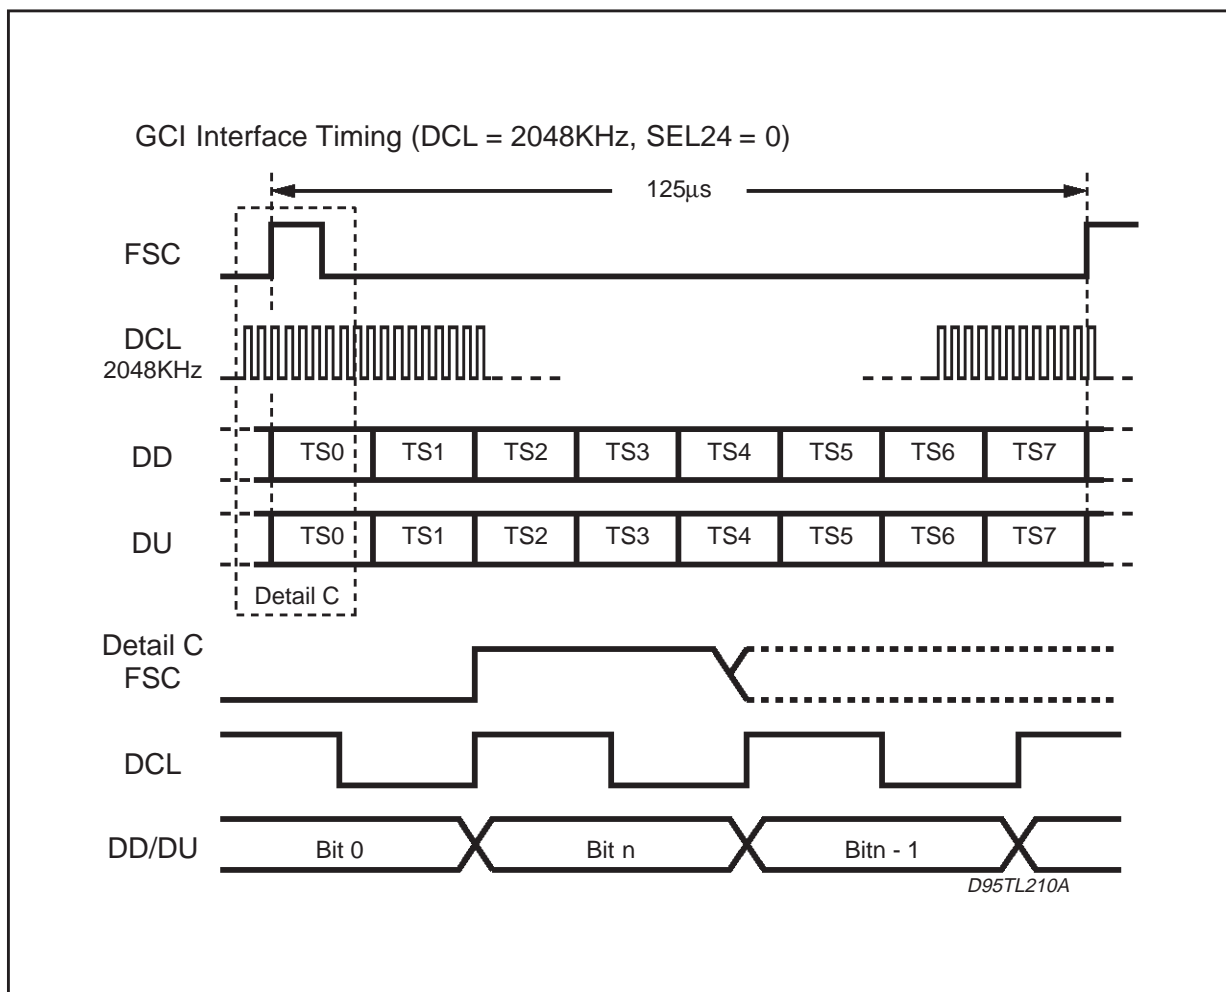 GCI Interface Timing (DCL = 2048KHz, SEL24 = 0)
125μs
FSC
DCL
2048KHz
DD TS0 TS1 TS2 TS3 TS4 TS5 TS6 TS7
DU TS0 TS1 TS2 TS3 TS4 TS5 TS6 TS7
Detail C
Detail C
FSC
DCL
DD/DU Bit 0 Bit n Bitn - 1
D95TL210A